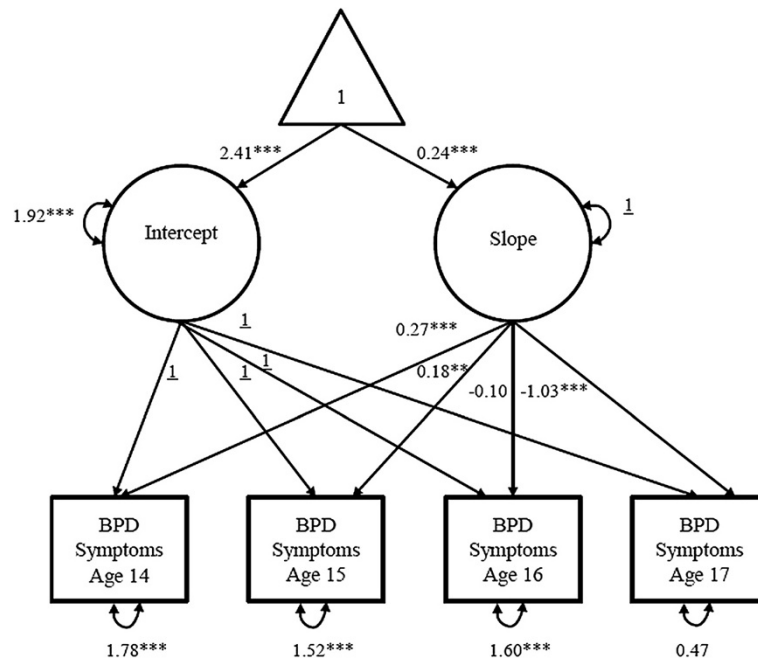 1
2.41***
0.24***
1.92***
Intercept
Slope
1
1
0.27***
1
1
1
0.18**
-0.10
-1.03***
BPD
Symptoms
Age 14
BPD
Symptoms
Age 15
BPD
Symptoms
Age 16
BPD
Symptoms
Age 17
1.78***
1.52***
1.60***
0.47